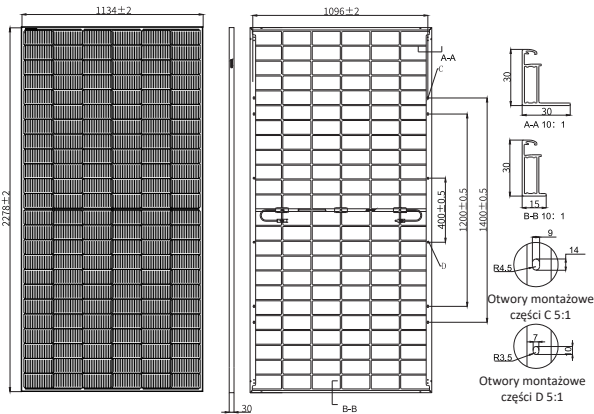 1134±2
1096±2
2278±2
A-A
C
400±0.5
1200±0.5
1400±0.5
D
B-B
30
30
30
A-A 10: 1
30
15
B-B 10: 1
9
14
R4.5
Otwory montażowe
części C 5:1
7
10
R3.5
Otwory montażowe
części D 5:1